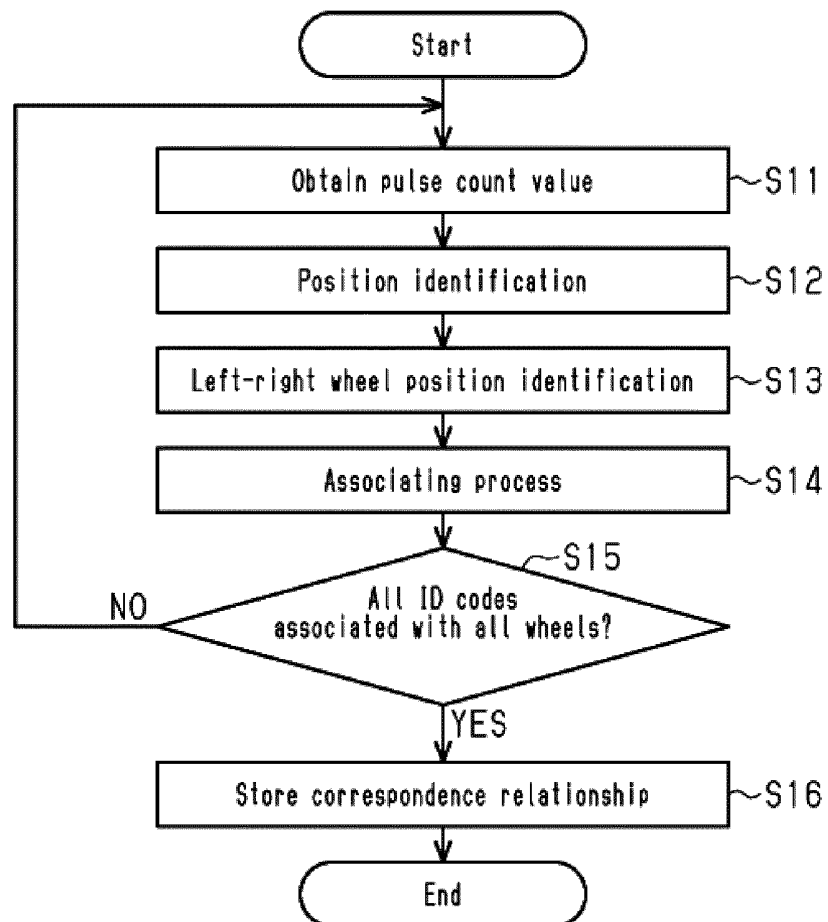 Start
Obtain pulse count value
S11
Position identification
S12
Left-right wheel position identification
S13
Associating process
S14
S15
All ID codes
associated with all wheels?
NO
YES
Store correspondence relationship
S16
End